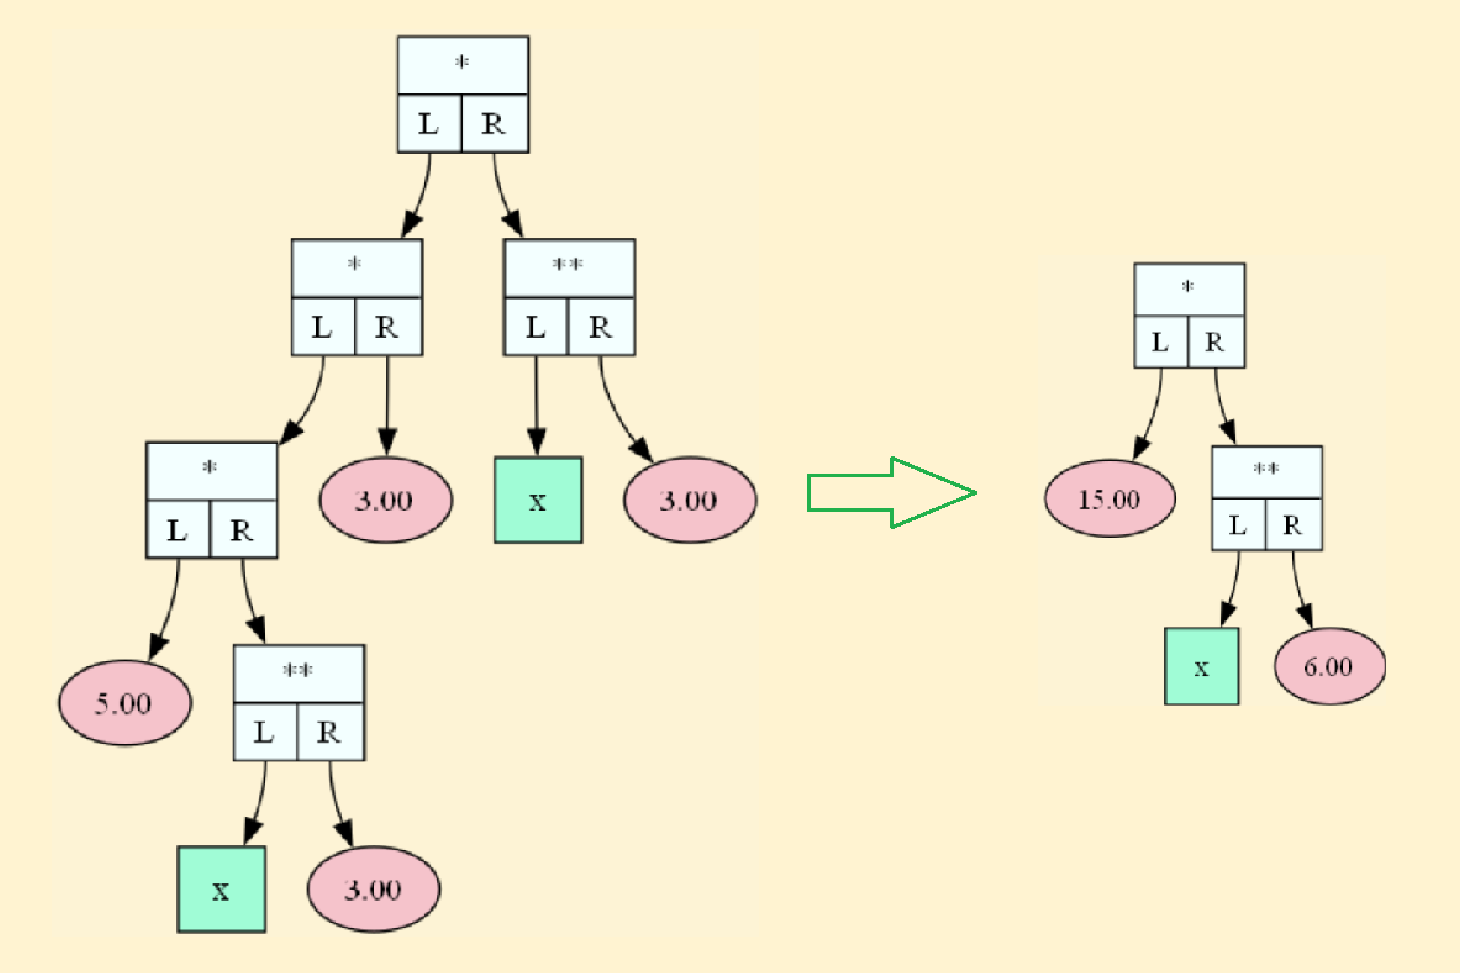 *
L R
* **
L R L R
*
L R
* 3.00 x 3.00
L R
15.00 **
L R
5.00 **
L R
x 6.00
x 3.00